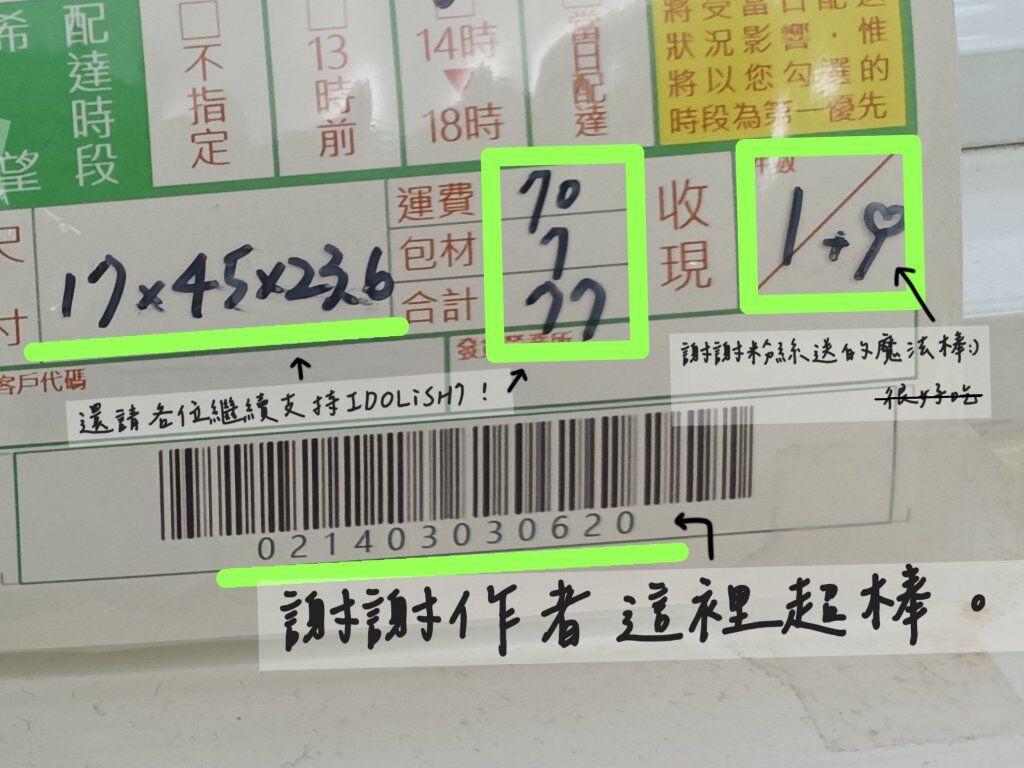 希望
配達時段
不指定
13時前
14時
18時
當日配達
將受當日配送
狀況影響，惟
將以您勾選的
時段為第一優先
尺寸
17×45×23.6
運費 70
包材 7
合計 77
收現
件數
1+9
客戶代碼
還請各位繼續支持IDOLiSH7！
謝謝粉絲送的魔法棒:)
很好吃
021403030620
謝謝作者這裡超棒。